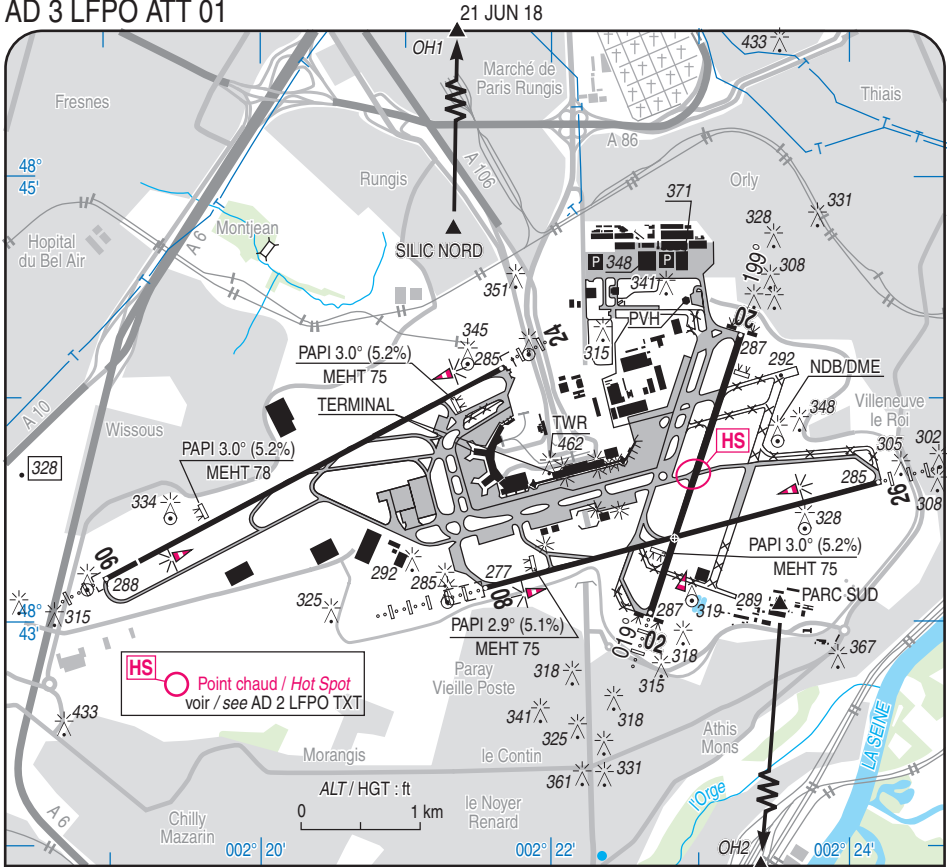 AD 3 LFPO ATT 01
21 JUN 18
OH1
433
Marché de
Paris Rungis
Fresnes
Thiais
A 86
48°
45'
A 106
Rungis
371
Orly
331
328
Montjean
A 6
Hopital
du Bel Air
SILIC NORD
P 348 P
199°
308
351
341
20
PVH
345
24
287
285
315
292
PAPI 3.0° (5.2%)
MEHT 75
NDB/DME
A 10
TERMINAL
348
Villeneuve
le Roi
TWR
462
HS
Wissous
PAPI 3.0° (5.2%)
MEHT 78
305
302
328
285
26
308
334
328
PAPI 3.0° (5.2%)
MEHT 75
06
292
285
277
288
08
315
325
287
319
289
PARC SUD
48°
43'
PAPI 2.9° (5.1%)
MEHT 75
019°
02
318
367
HS
Point chaud / Hot Spot
voir / see AD 2 LFPO TXT
Paray
Vieille Poste
318
315
433
341
318
325
Athis
Mons
LA SEINE
Morangis
le Contin
361
331
ALT / HGT : ft
l'Orge
0
1 km
le Noyer
Renard
A 6
Chilly
Mazarin
OH2
002° 20'
002° 22'
002° 24'